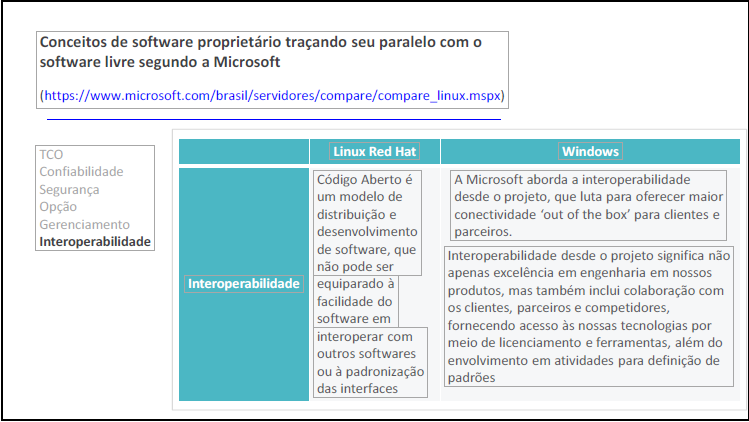 Conceitos de software proprietário traçando seu paralelo com o
software livre segundo a Microsoft
(https://www.microsoft.com/brasil/servidores/compare/compare_linux.mspx)
TCO
Confiabilidade
Segurança
Opção
Gerenciamento
Interoperabilidade
Linux Red Hat
Windows
Interoperabilidade
Código Aberto é
um modelo de
distribuição e
desenvolvimento
de software, que
não pode ser
equiparado à
facilidade do
software em
interoperar com
outros softwares
ou à padronização
das interfaces
A Microsoft aborda a interoperabilidade
desde o projeto, que luta para oferecer maior
conectividade ‘out of the box’ para clientes e
parceiros.
Interoperabilidade desde o projeto significa não
apenas excelência em engenharia em nossos
produtos, mas também inclui colaboração com
os clientes, parceiros e competidores,
fornecendo acesso às nossas tecnologias por
meio de licenciamento e ferramentas, além do
envolvimento em atividades para definição de
padrões